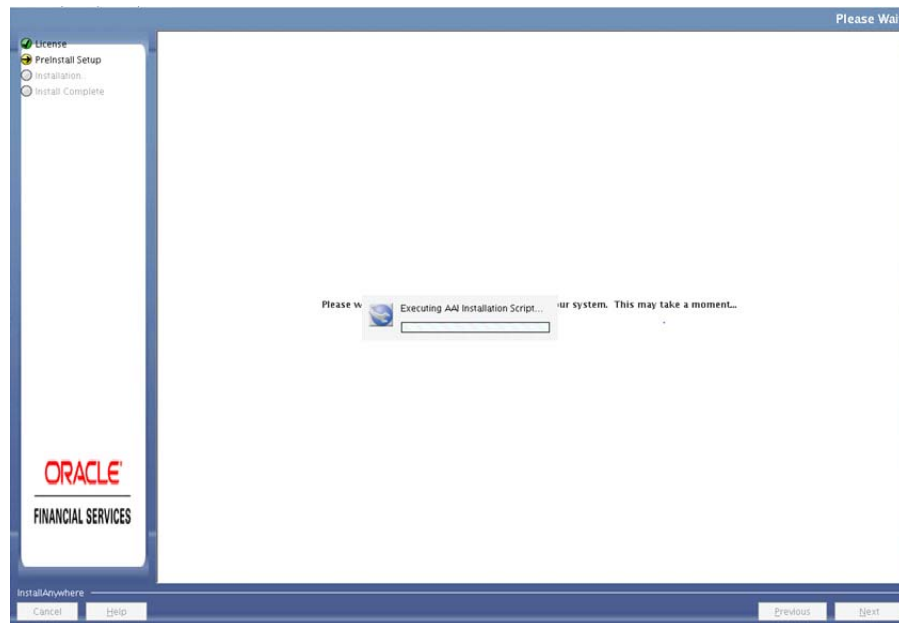 Please Wai
License
PreInstall Setup
Installation..
Install Complete
Please w
ur system. This may take a moment...
Executing AAI Installation Script...
ORACLE'
FINANCIAL SERVICES
InstallAnywhere
Cancel
Help
Previous
Next